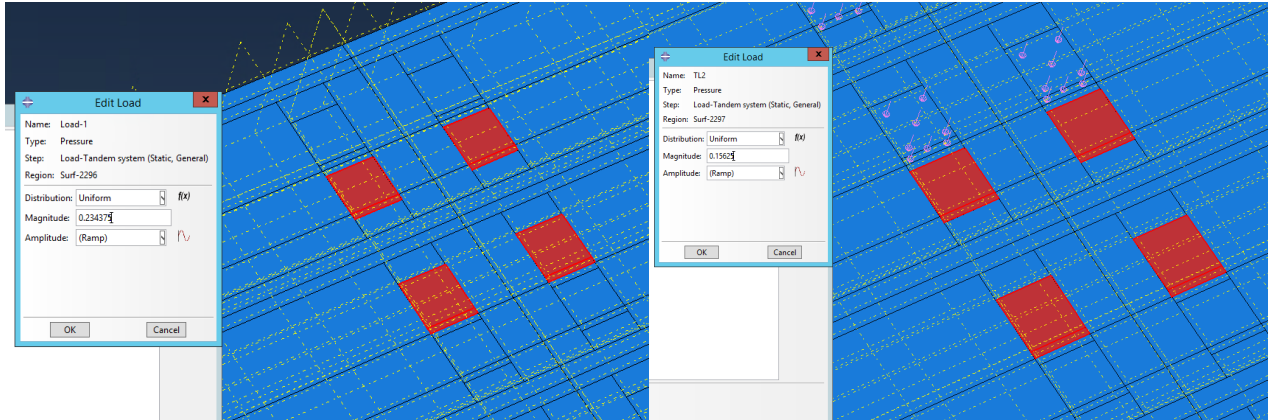 Edit Load
X
Name: Load-1
Type: Pressure
Step: Load-Tandem system (Static, General)
Region: Surf-2296
Distribution: Uniform f(x)
Magnitude: 0.234375
Amplitude: (Ramp)
OK Cancel
Edit Load
X
Name: TL2
Type: Pressure
Step: Load-Tandem system (Static, General)
Region: Surf-2297
Distribution: Uniform f(x)
Magnitude: 0.15625
Amplitude: (Ramp)
OK Cancel